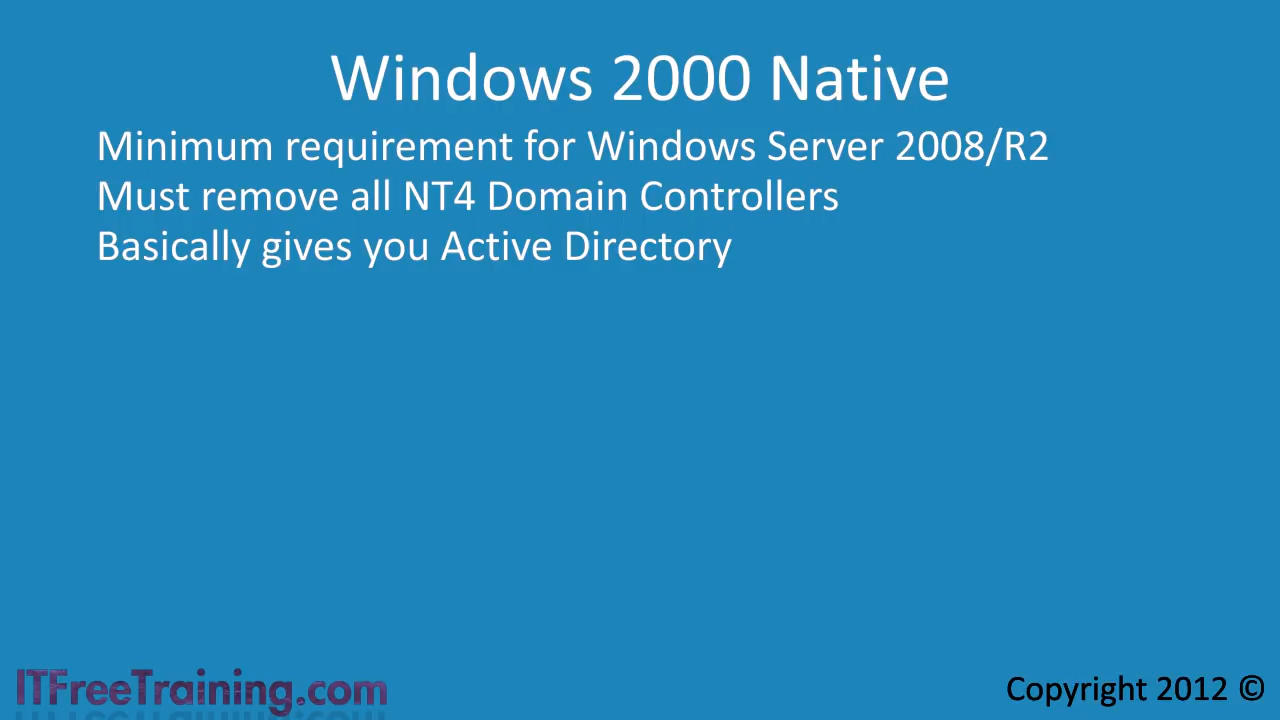 Windows 2000 Native
Minimum requirement for Windows Server 2008/R2
Must remove all NT4 Domain Controllers
Basically gives you Active Directory
ITFreeTraining.com
Copyright 2012 ©